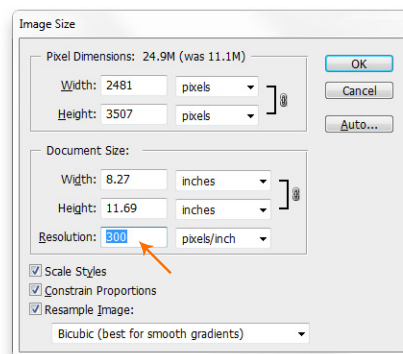 Image Size
Pixel Dimensions: 24.9M (was 11.1M)
Width: 2481 pixels
Height: 3507 pixels
OK
Cancel
Auto...
Document Size:
Width: 8.27 inches
Height: 11.69 inches
Resolution: 300 pixels/inch
Scale Styles
Constrain Proportions
Resample Image:
Bicubic (best for smooth gradients)